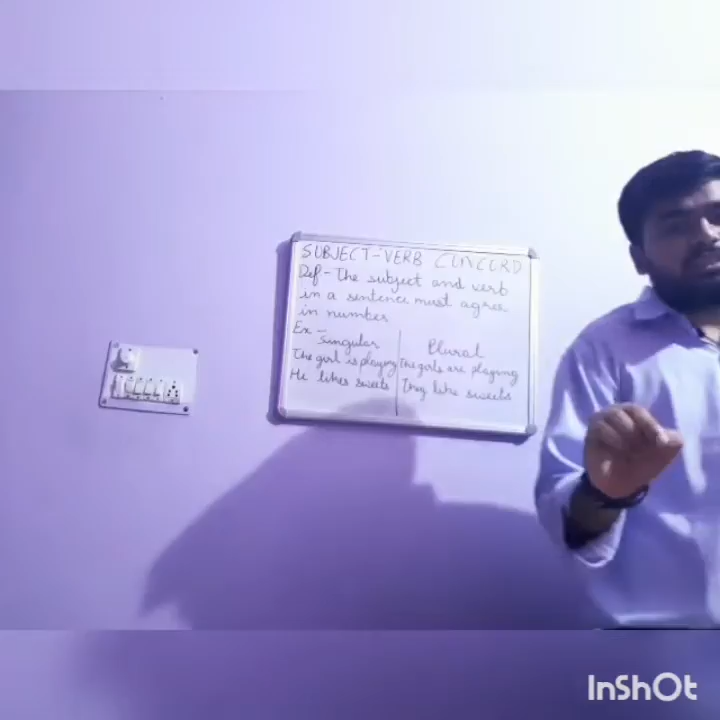 SUBJECT-VERB CONCORD
Def - The subject and verb
in a sentence must agree
in number
Ex -
Singular
The girl is playing
He likes sweets
Plural
The girls are playing
They like sweets
InShOt